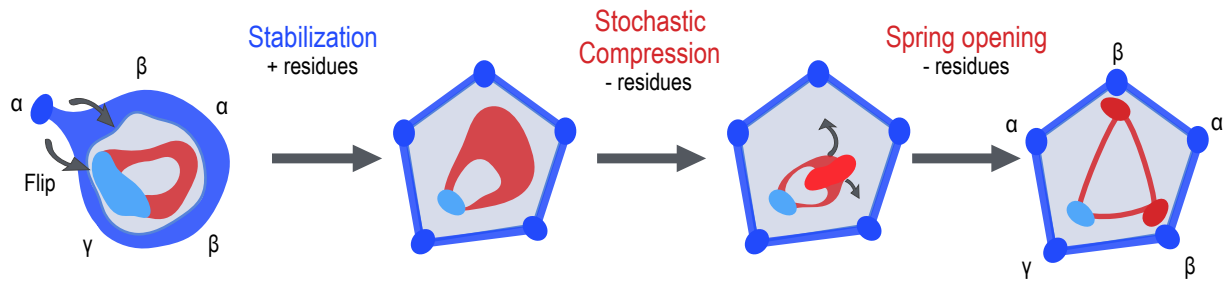 Stabilization
+ residues
Stochastic
Compression
- residues
Spring opening
- residues
β
α
α
Flip
γ
β
β
α
α
γ
β